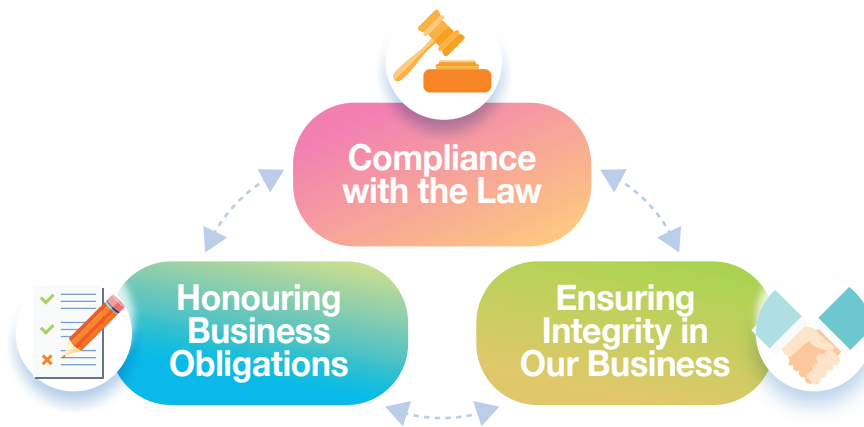 Compliance
with the Law
Honouring
Business
Obligations
Ensuring
Integrity in
Our Business